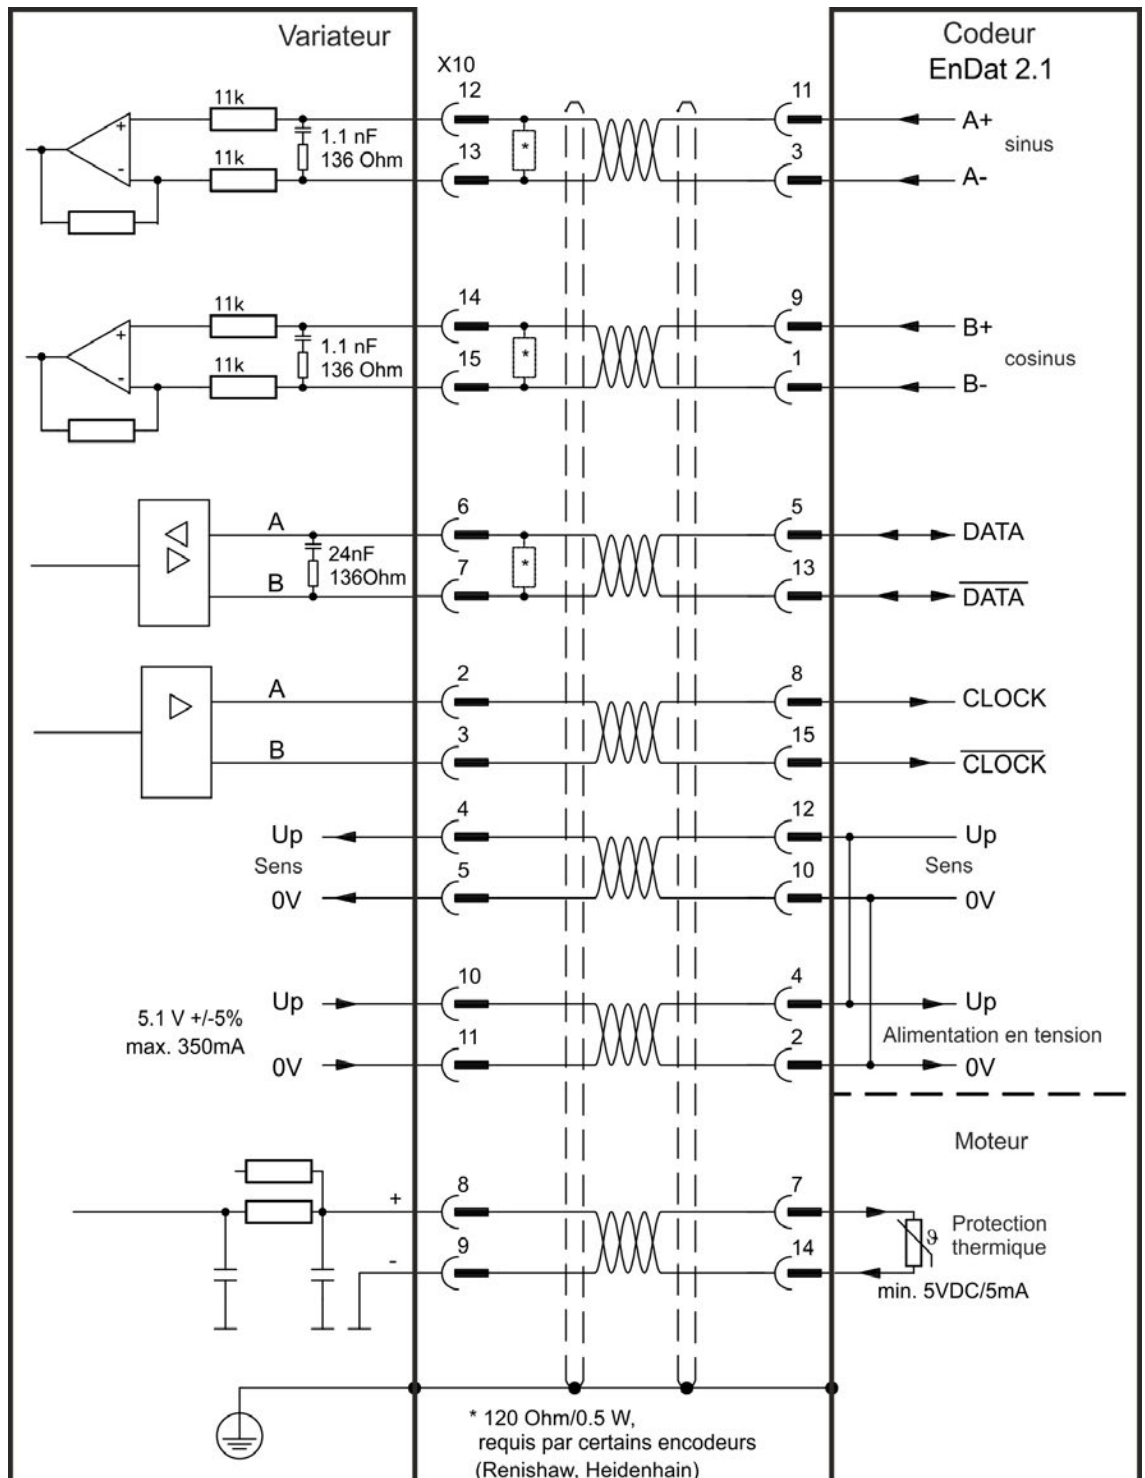 Variateur
Codeur
EnDat 2.1
X10
11k
12
11
A+
1.1 nF
136 Ohm
*
sinus
11k
13
3
A-
+
-
11k
14
9
B+
1.1 nF
136 Ohm
*
cosinus
11k
15
1
B-
+
-
A
6
5
DATA
24nF
136Ohm
*
B
7
13
DATA
A
2
8
CLOCK
B
3
15
CLOCK
Up
4
12
Up
Sens
Sens
0V
5
10
0V
Up
10
4
Up
5.1 V +/-5%
max. 350mA
Alimentation en tension
0V
11
2
0V
Moteur
+
8
7
Protection
thermique
ϑ
-
9
14
min. 5VDC/5mA
* 120 Ohm/0.5 W,
requis par certains encodeurs
(Renishaw, Heidenhain)